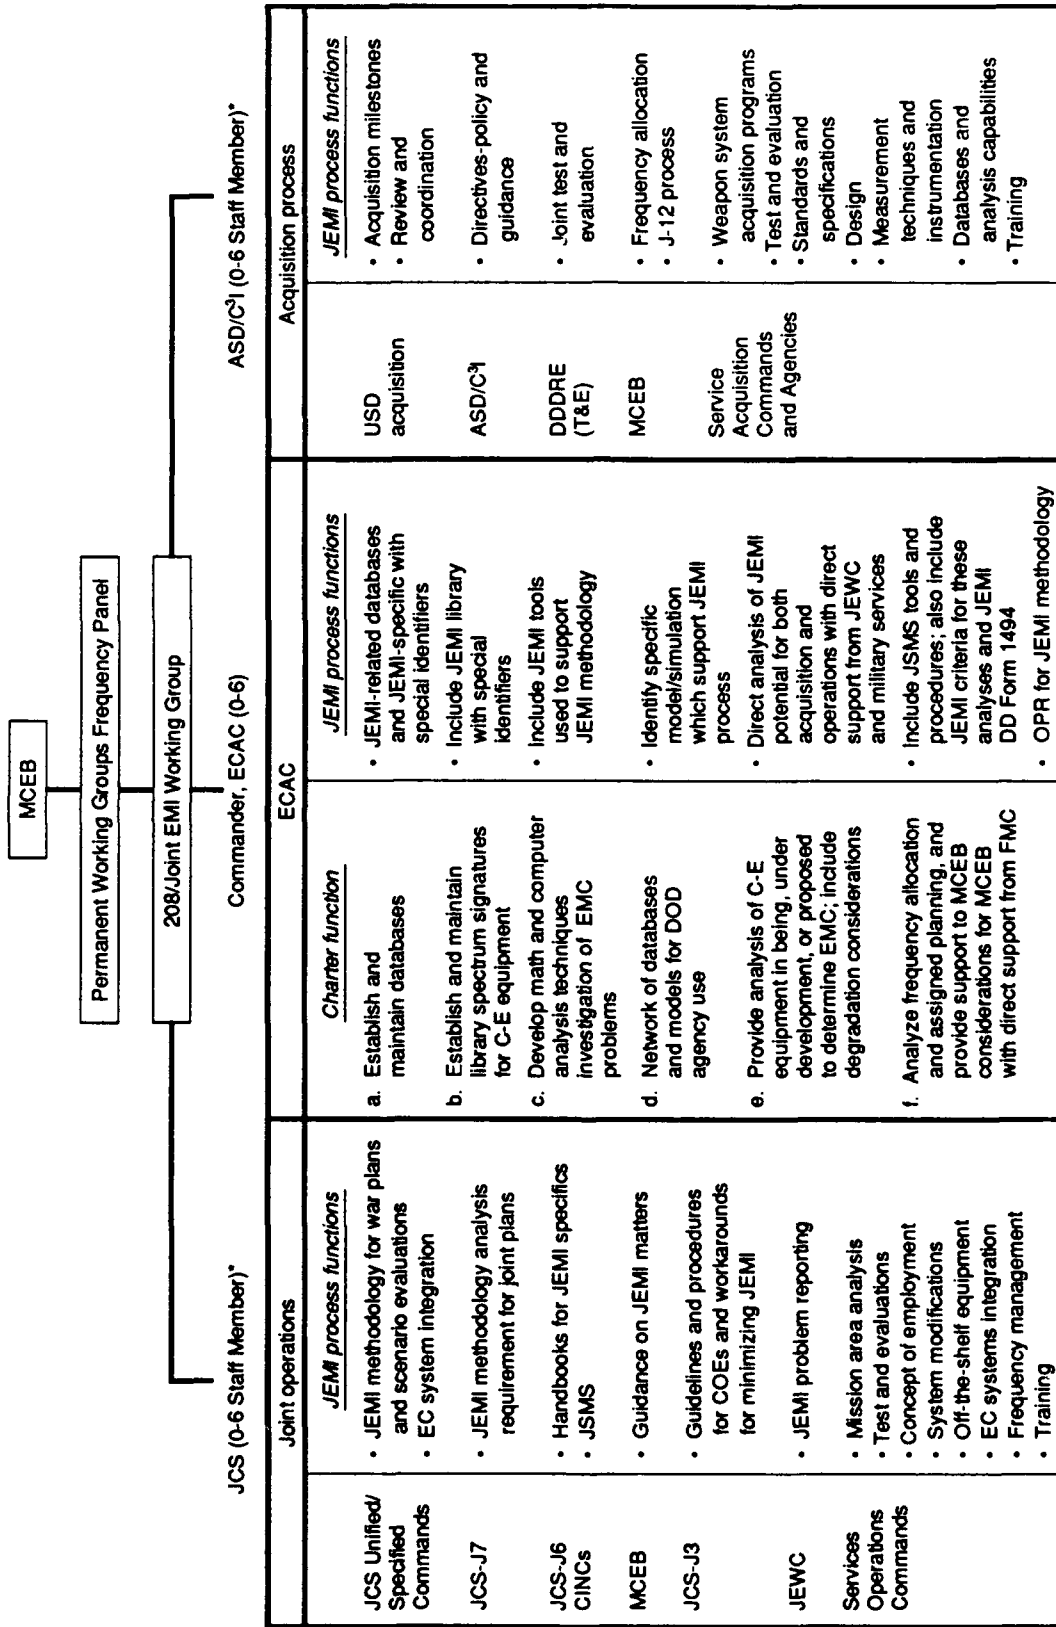 MCEB
Permanent Working Groups Frequency Panel
208/Joint EMI Working Group
JCS (0-6 Staff Member)*
Commander, ECAC (0-6)
ASD/C³I (0-6 Staff Member)*
Joint operations
JEMI process functions
JCS Unified/
Specified
Commands
• JEMI methodology for war plans
and scenario evaluations
• EC system integration
JCS-J7
• JEMI methodology analysis
requirement for joint plans
JCS-J6
CINCs
• Handbooks for JEMI specifics
• JSMS
MCEB
• Guidance on JEMI matters
JCS-J3
• Guidelines and procedures
for COEs and workarounds
for minimizing JEMI
JEWC
• JEMI problem reporting
Services
Operations
Commands
• Mission area analysis
• Test and evaluations
• Concept of employment
• System modifications
• Off-the-shelf equipment
• EC systems integration
• Frequency management
• Training
ECAC
Charter function
JEMI process functions
a. Establish and
maintain databases
• JEMI-related databases
and JEMI-specific with
special identifiers
b. Establish and maintain
library spectrum signatures
for C-E equipment
• Include JEMI library
with special
identifiers
c. Develop math and computer
analysis techniques
investigation of EMC
problems
• Include JEMI tools
used to support
JEMI methodology
d. Network of databases
and models for DOD
agency use
• Identify specific
model/simulation
which support JEMI
process
e. Provide analysis of C-E
equipment in being, under
development, or proposed
to determine EMC; include
degradation considerations
• Direct analysis of JEMI
potential for both
acquisition and
operations with direct
support from JEWC
and military services
f. Analyze frequency allocation
and assigned planning, and
provide support to MCEB
considerations for MCEB
with direct support from FMC
• Include JSMS tools and
procedures; also include
JEMI criteria for these
analyses and JEMI
DD Form 1494
• OPR for JEMI methodology
Acquisition process
JEMI process functions
USD
acquisition
• Acquisition milestones
• Review and
coordination
ASD/C³I
• Directives-policy and
guidance
DDDRE
(T&E)
• Joint test and
evaluation
MCEB
• Frequency allocation
• J-12 process
Service
Acquisition
Commands
and Agencies
• Weapon system
acquisition programs
• Test and evaluation
• Standards and
specifications
• Design
• Measurement
techniques and
instrumentation
• Databases and
analysis capabilities
• Training